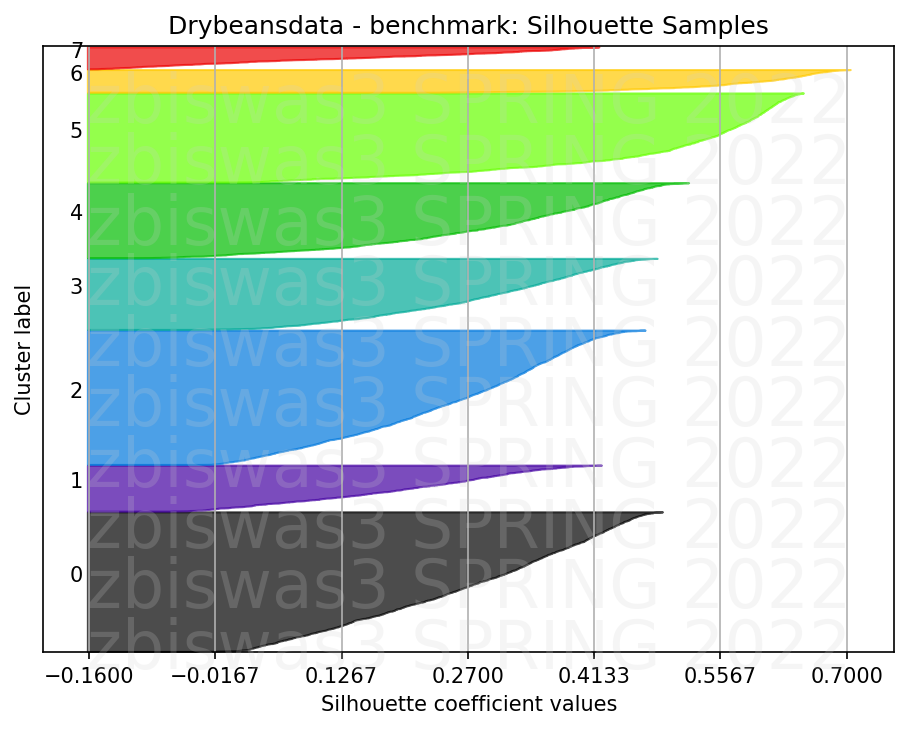 Drybeansdata - benchmark: Silhouette Samples
7
6
zbiswas3 SPRING 2022
5
zbiswas3 SPRING 2022
4
zbiswas3 SPRING 2022
3
zbiswas3 SPRING 2022
zbiswas3 SPRING 2022
2
zbiswas3 SPRING 2022
1
zbiswas3 SPRING 2022
zbiswas3 SPRING 2022
0
zbiswas3 SPRING 2022
zbiswas3 SPRING 2022
Cluster label
−0.1600 −0.0167 0.1267 0.2700 0.4133 0.5567 0.7000
Silhouette coefficient values